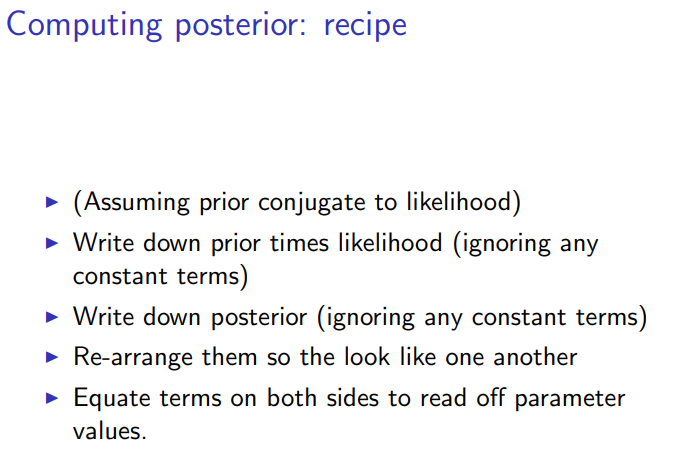 Computing posterior: recipe
▶ (Assuming prior conjugate to likelihood)
▶ Write down prior times likelihood (ignoring any
constant terms)
▶ Write down posterior (ignoring any constant terms)
▶ Re-arrange them so the look like one another
▶ Equate terms on both sides to read off parameter
values.